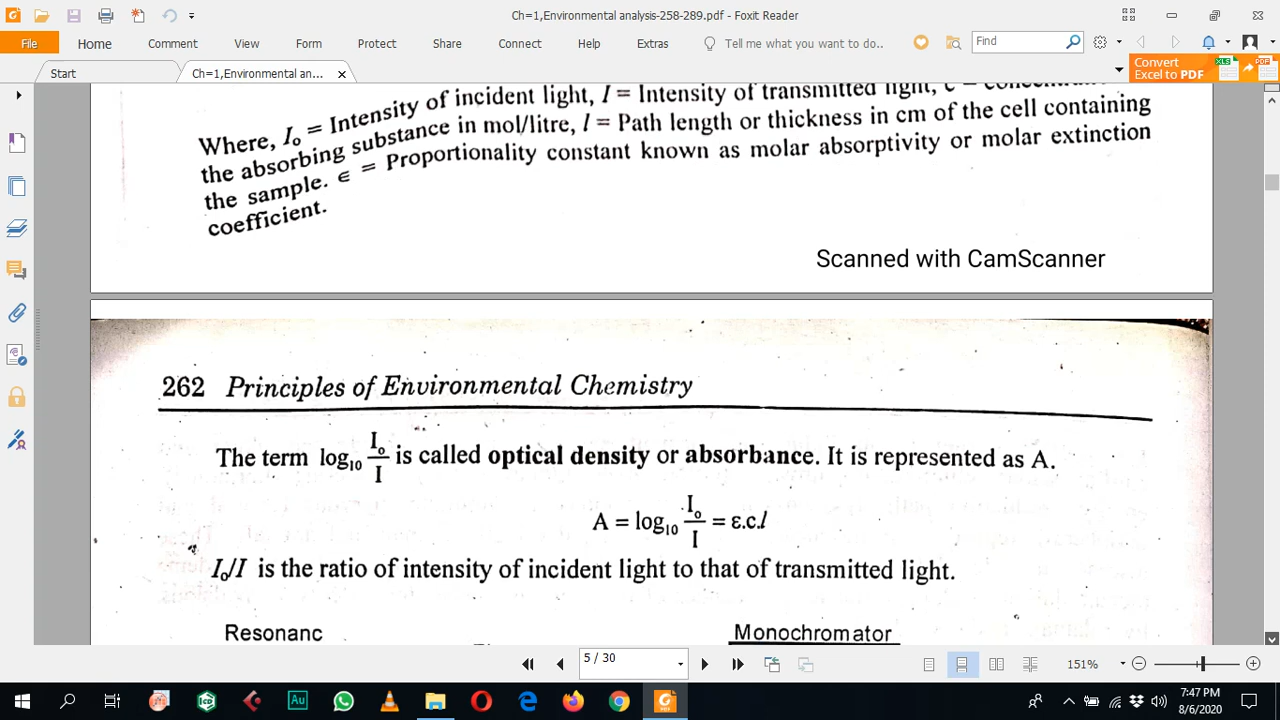 Ch=1,Environmental analysis-258-289.pdf - Foxit Reader
File Home Comment View Form Protect Share Connect Help Extras Tell me what you want to do.. Find
Start Ch=1,Environmental an... Convert Excel to PDF
Where, I₀ = Intensity of incident light, I = Intensity of transmitted light, c =
the absorbing substance in mol/litre, l = Path length or thickness in cm of the cell containing
the sample. ∈ = Proportionality constant known as molar absorptivity or molar extinction
coefficient.
Scanned with CamScanner
262 Principles of Environmental Chemistry
The term log₁₀ I₀/I is called optical density or absorbance. It is represented as A.
A = log₁₀ I₀/I = ε.c.l
I₀/I is the ratio of intensity of incident light to that of transmitted light.
Resonanc Monochromator
5 / 30 151%
7:47 PM
8/6/2020